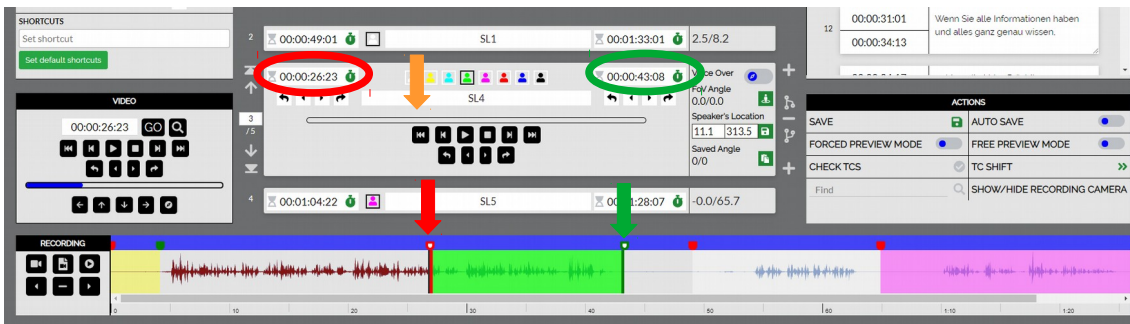 SHORTCUTS
Set shortcut
Set default shortcuts
2 00:00:49:01 SL1 00:01:33:01 2.5/8.2
00:00:26:23 00:00:43:08 Voice Over
SL4
FoV Angle
0.0/0.0
3
/5
Speaker's Location
11.1 313.5
Saved Angle
0/0
4 00:01:04:22 SL5 1:28:07 -0.0/65.7
12
00:00:31:01
00:00:34:13
Wenn Sie alle Informationen haben
und alles ganz genau wissen,
VIDEO
00:00:26:23 GO
ACTIONS
SAVE AUTO SAVE
FORCED PREVIEW MODE FREE PREVIEW MODE
CHECK TCS TC SHIFT
Find SHOW/HIDE RECORDING CAMERA
RECORDING
0 10 20 30 40 50 60 1:10 1:20